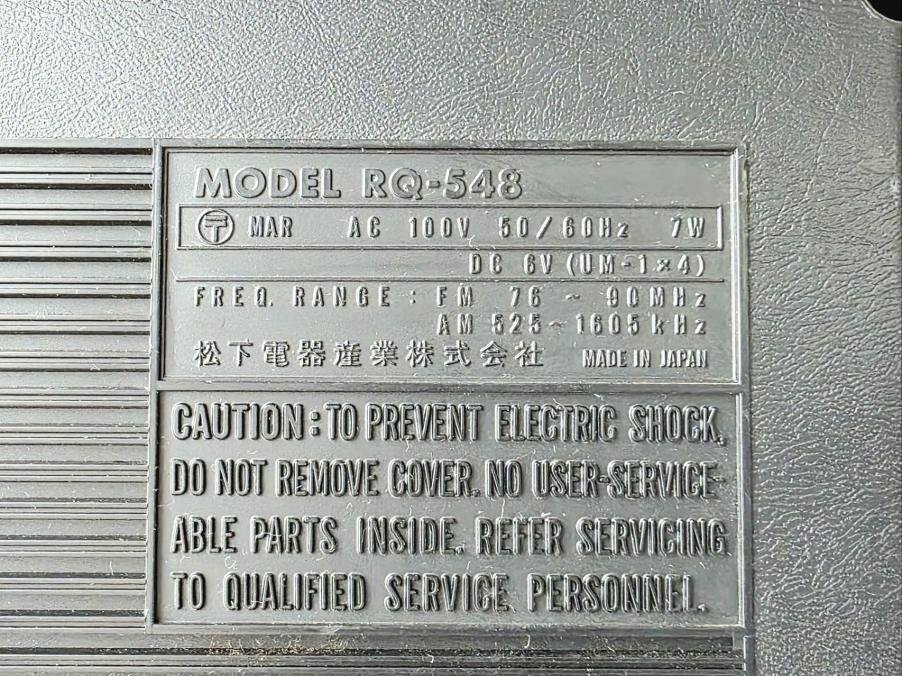 MODEL RQ-548
〒 MAR AC 100V 50/60Hz 7W
DC 6V (UM-1×4)
FREQ. RANGE : FM 76 ~ 90MHz
AM 525~1605kHz
松下電器産業株式会社 MADE IN JAPAN
CAUTION : TO PREVENT ELECTRIC SHOCK,
DO NOT REMOVE COVER. NO USER-SERVICE-
ABLE PARTS INSIDE. REFER SERVICING
TO QUALIFIED SERVICE PERSONNEL.